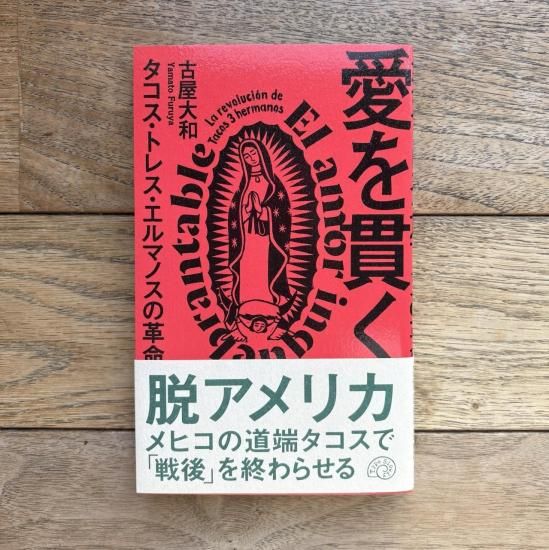 愛を貫く
古屋大和
Yamato Furuya
タコス・トレス・エルマノスの革命
La revolución de
Tacos 3 hermanos
El amor inquebrantable
脱アメリカ
メヒコの道端タコスで
「戦後」を終わらせる